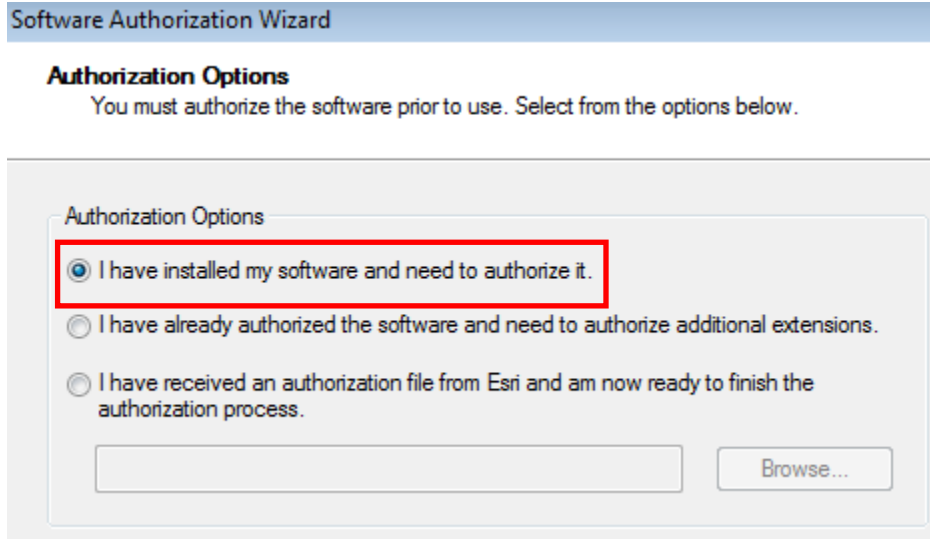 Software Authorization Wizard
Authorization Options
You must authorize the software prior to use. Select from the options below.
Authorization Options
I have installed my software and need to authorize it.
I have already authorized the software and need to authorize additional extensions.
I have received an authorization file from Esri and am now ready to finish the
authorization process.
Browse...